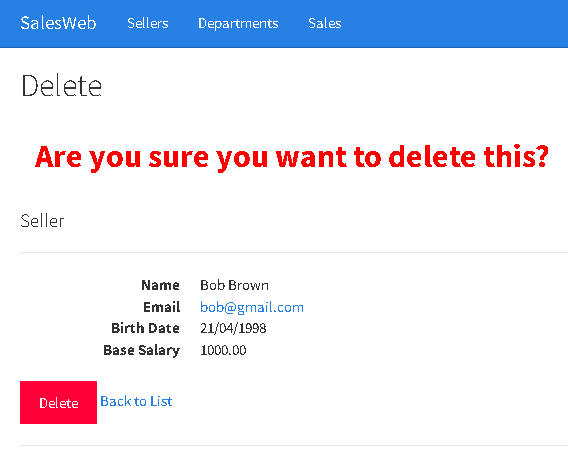 SalesWeb Sellers Departments Sales
Delete
Are you sure you want to delete this?
Seller
Name Bob Brown
Email bob@gmail.com
Birth Date 21/04/1998
Base Salary 1000.00
Delete Back to List